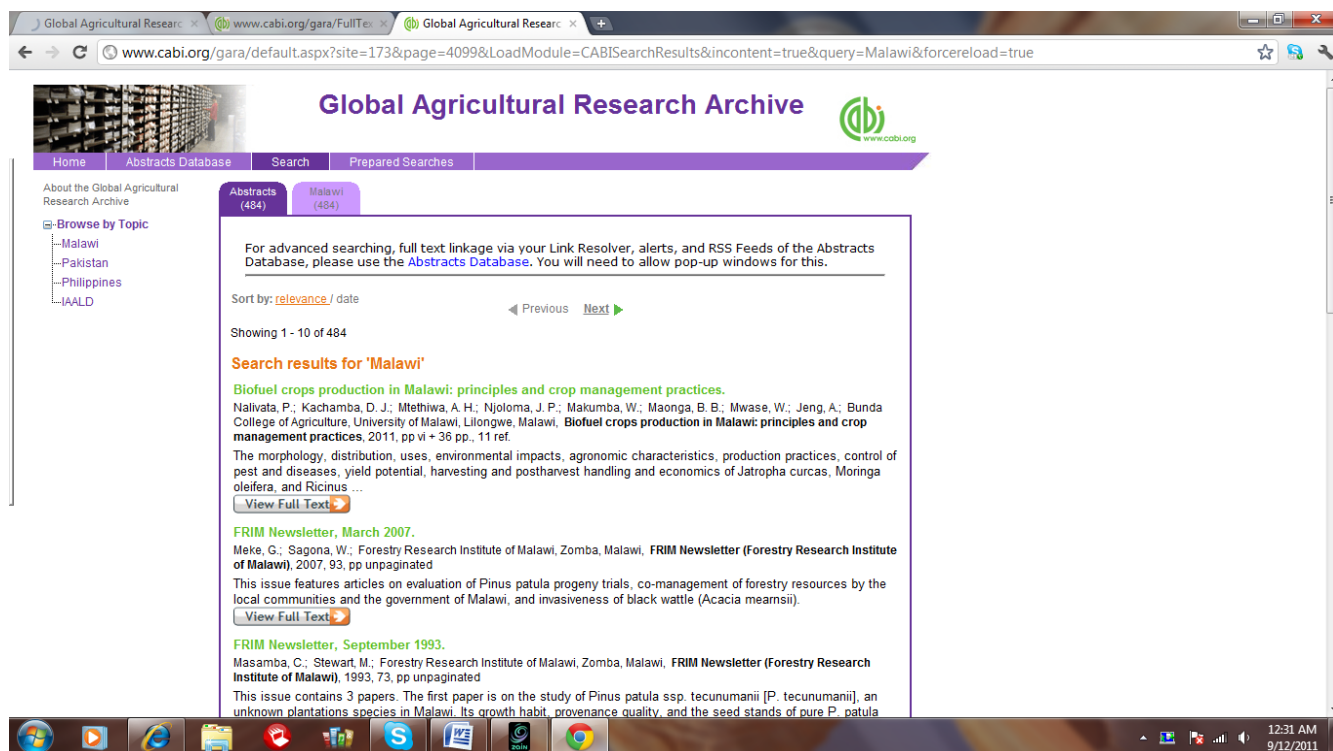 Global Agricultural Researc
www.cabi.org/gara/FullTex
Global Agricultural Researc
www.cabi.org/gara/default.aspx?site=173&page=4099&LoadModule=CABISearchResults&incontent=true&query=Malawi&forcereload=true
Global Agricultural Research Archive
cabi
www.cabi.org
Home
Abstracts Database
Search
Prepared Searches
About the Global Agricultural
Research Archive
Browse by Topic
Malawi
Pakistan
Philippines
IAALD
Abstracts
(484)
Malawi
(484)
For advanced searching, full text linkage via your Link Resolver, alerts, and RSS Feeds of the Abstracts
Database, please use the Abstracts Database. You will need to allow pop-up windows for this.
Sort by: relevance / date
Previous Next
Showing 1 - 10 of 484
Search results for 'Malawi'
Biofuel crops production in Malawi: principles and crop management practices.
Nalivata, P.; Kachamba, D. J.; Mtethiwa, A. H.; Njoloma, J. P.; Makumba, W.; Maonga, B. B.; Mwase, W.; Jeng, A.; Bunda
College of Agriculture, University of Malawi, Lilongwe, Malawi, Biofuel crops production in Malawi: principles and crop
management practices, 2011, pp vi + 36 pp., 11 ref.
The morphology, distribution, uses, environmental impacts, agronomic characteristics, production practices, control of
pest and diseases, yield potential, harvesting and postharvest handling and economics of Jatropha curcas, Moringa
oleifera, and Ricinus ...
View Full Text
FRIM Newsletter, March 2007.
Meke, G.; Sagona, W.; Forestry Research Institute of Malawi, Zomba, Malawi, FRIM Newsletter (Forestry Research Institute
of Malawi), 2007, 93, pp unpaginated
This issue features articles on evaluation of Pinus patula progeny trials, co-management of forestry resources by the
local communities and the government of Malawi, and invasiveness of black wattle (Acacia mearnsii).
View Full Text
FRIM Newsletter, September 1993.
Masamba, C.; Stewart, M.; Forestry Research Institute of Malawi, Zomba, Malawi, FRIM Newsletter (Forestry Research
Institute of Malawi), 1993, 73, pp unpaginated
This issue contains 3 papers. The first paper is on the study of Pinus patula ssp. tecunumanii [P. tecunumanii], an
unknown plantations species in Malawi. Its growth habit, provenance quality, and the seed stands of pure P. patula
zain
12:31 AM
9/12/2011